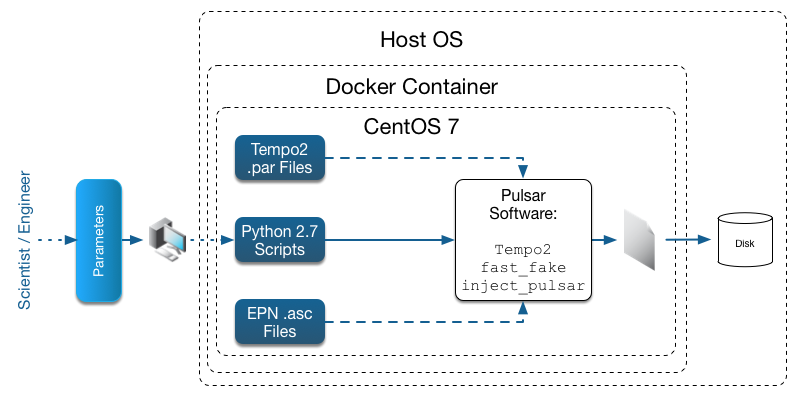 Host OS
Docker Container
CentOS 7
Scientist / Engineer
Parameters
Tempo2
.par Files
Python 2.7
Scripts
EPN .asc
Files
Pulsar
Software:
Tempo2
fast_fake
inject_pulsar
Disk